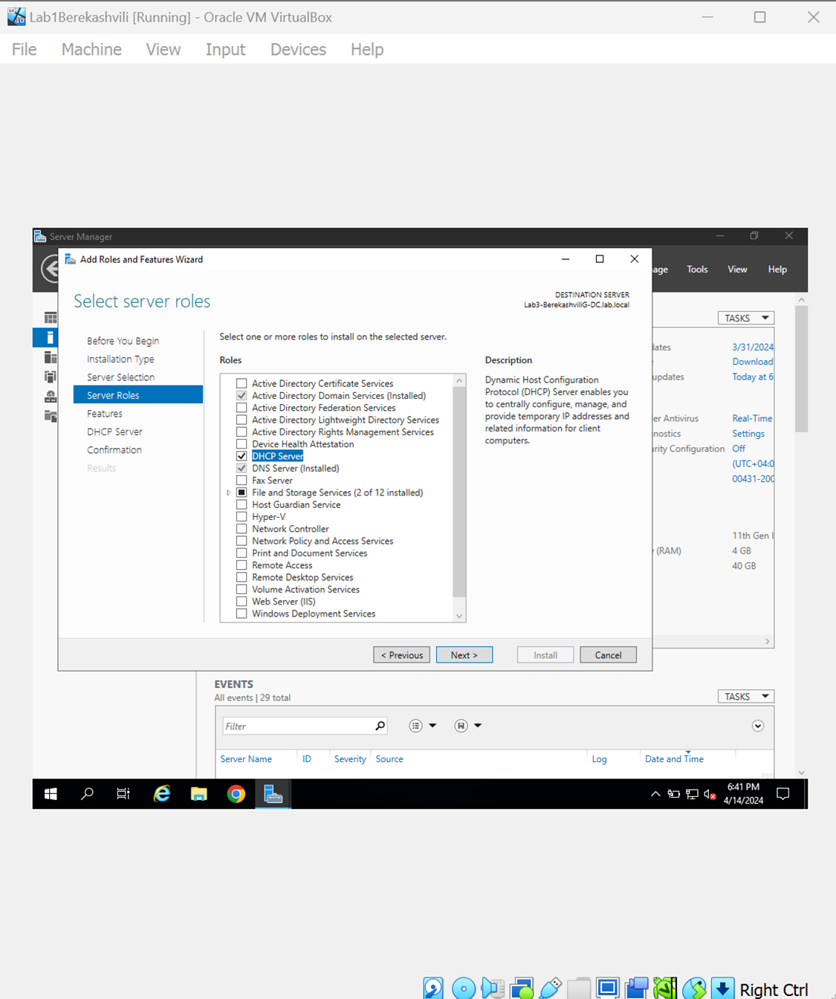 Lab1Berekashvili [Running] - Oracle VM VirtualBox
File Machine View Input Devices Help
Server Manager
Add Roles and Features Wizard
age Tools View Help
Select server roles
DESTINATION SERVER
Lab3-BerekashviliG-DC.lab.local
TASKS
Before You Begin
Installation Type
Server Selection
Server Roles
Features
DHCP Server
Confirmation
Results
Select one or more roles to install on the selected server.
Roles
Active Directory Certificate Services
Active Directory Domain Services (Installed)
Active Directory Federation Services
Active Directory Lightweight Directory Services
Active Directory Rights Management Services
Device Health Attestation
DHCP Server
DNS Server (Installed)
Fax Server
File and Storage Services (2 of 12 installed)
Host Guardian Service
Hyper-V
Network Controller
Network Policy and Access Services
Print and Document Services
Remote Access
Remote Desktop Services
Volume Activation Services
Web Server (IIS)
Windows Deployment Services
Description
Dynamic Host Configuration
Protocol (DHCP) Server enables you
to centrally configure, manage, and
provide temporary IP addresses and
related information for client
computers.
dates 3/31/2024
Download
updates Today at 6
er Antivirus Real-Time
nostics Settings
urity Configuration Off
(UTC+04:0
00431-200
11th Gen I
(RAM) 4 GB
40 GB
< Previous Next > Install Cancel
EVENTS
All events | 29 total
TASKS
Filter
Server Name ID Severity Source Log Date and Time
6:41 PM
4/14/2024
Right Ctrl